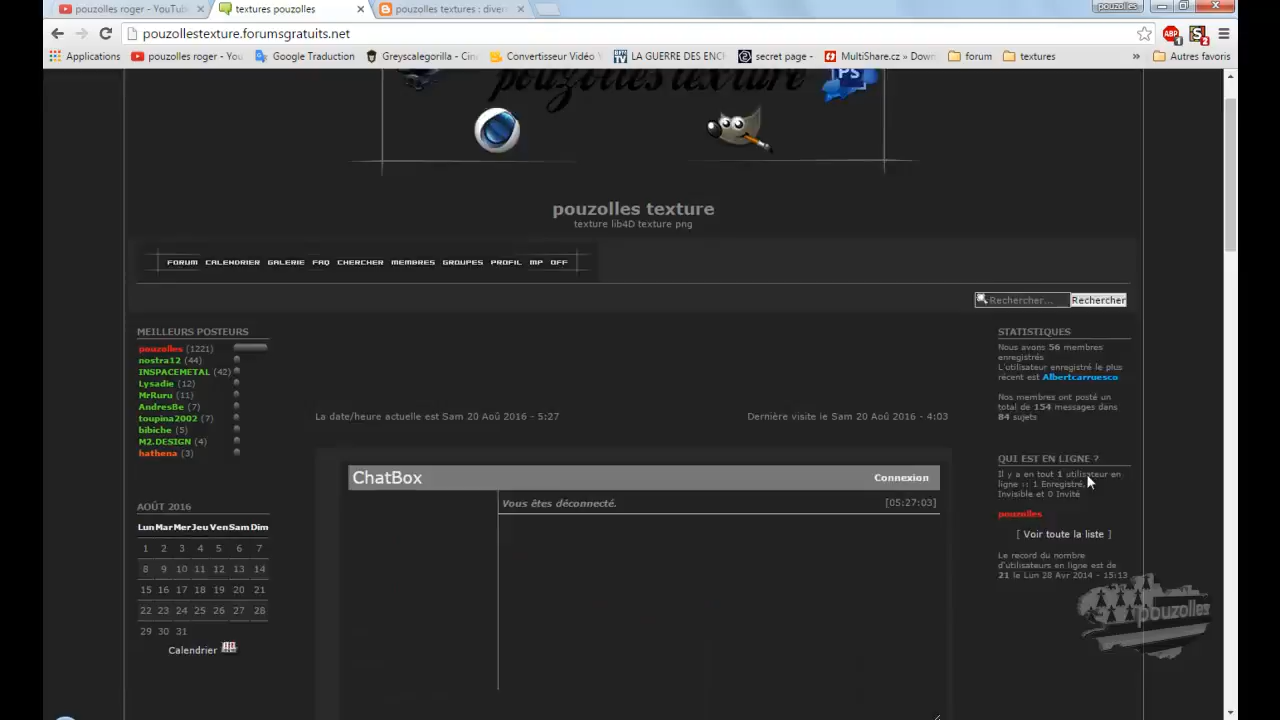 pouzolles roger - YouTub
textures pouzolles
pouzolles textures : diver
pouzolles
pouzollestexture.forumsgratuits.net
Applications
pouzolles roger - You
Google Traduction
Greyscalegorilla - Cin
Convertisseur Vidéo
LA GUERRE DES ENC
secret page -
MultiShare.cz » Down
forum
textures
»
Autres favoris
pouzolles texture
PS
pouzolles texture
texture lib4D texture png
FORUM CALENDRIER GALERIE FAQ CHERCHER MEMBRES GROUPES PROFIL MP OFF
Rechercher... Rechercher
MEILLEURS POSTEURS
pouzolles (1221)
nostra12 (44)
INSPACEMETAL (42)
Lysadie (12)
MrRuru (11)
AndresBe (7)
toupina2002 (7)
bibiche (5)
M2.DESIGN (4)
hathena (3)
AOÛT 2016
Lun Mar Mer Jeu Ven Sam Dim
1 2 3 4 5 6 7
8 9 10 11 12 13 14
15 16 17 18 19 20 21
22 23 24 25 26 27 28
29 30 31
Calendrier
La date/heure actuelle est Sam 20 Aoû 2016 - 5:27
Dernière visite le Sam 20 Aoû 2016 - 4:03
ChatBox
Connexion
Vous êtes déconnecté.
[05:27:03]
STATISTIQUES
Nous avons 56 membres
enregistrés
L'utilisateur enregistré le plus
récent est Albertcarruesco
Nos membres ont posté un
total de 154 messages dans
84 sujets
QUI EST EN LIGNE ?
Il y a en tout 1 utilisateur en
ligne :: 1 Enregistré,
Invisible et 0 Invité
pouzolles
[ Voir toute la liste ]
Le record du nombre
d'utilisateurs en ligne est de
21 le Lun 28 Avr 2014 - 15:13
pouzolles